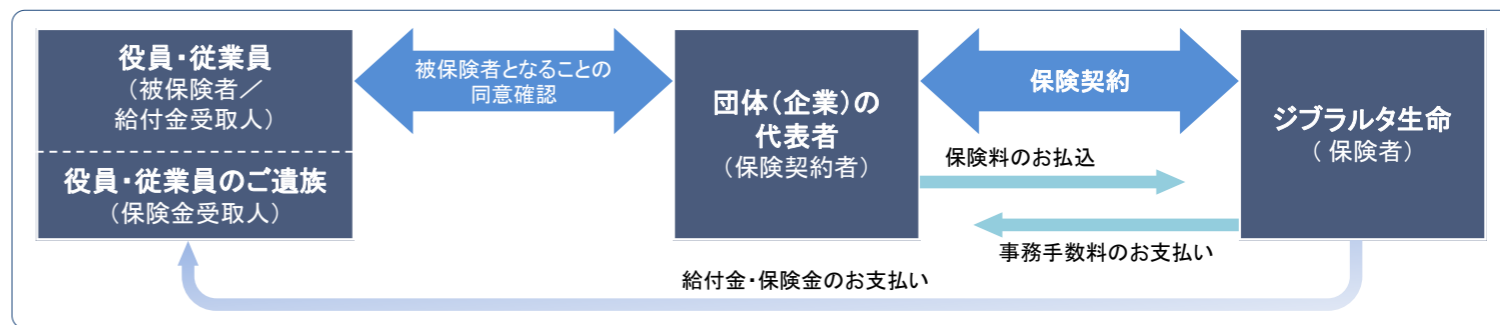 役員・従業員
（被保険者／
給付金受取人）
役員・従業員のご遺族
（保険金受取人）
被保険者となることの
同意確認
団体（企業）の
代表者
（保険契約者）
保険契約
保険料のお払込
事務手数料のお支払い
ジブラルタ生命
（ 保険者）
給付金・保険金のお支払い